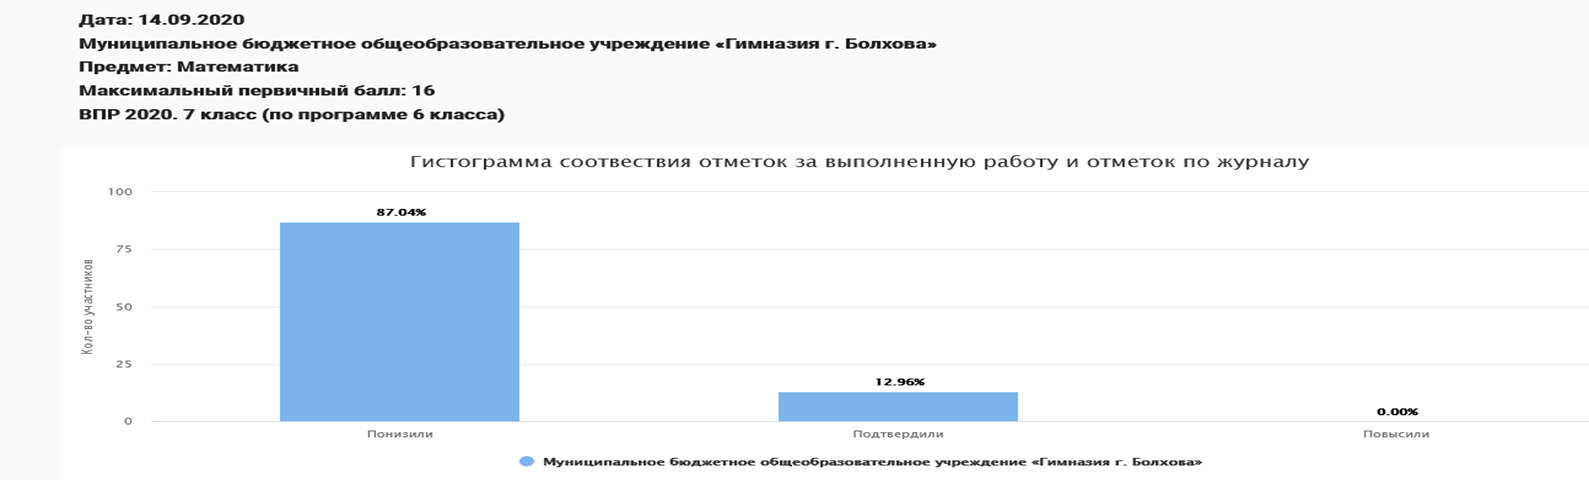 Дата: 14.09.2020
Муниципальное бюджетное общеобразовательное учреждение «Гимназия г. Болхова»
Предмет: Математика
Максимальный первичный балл: 16
ВПР 2020. 7 класс (по программе 6 класса)
Гистограмма соотвествия отметок за выполненную работу и отметок по журналу
100
75
50
25
0
Кол-во участников
87.04%
12.96%
0.00%
Понизили
Подтвердили
Повысили
Муниципальное бюджетное общеобразовательное учреждение «Гимназия г. Болхова»